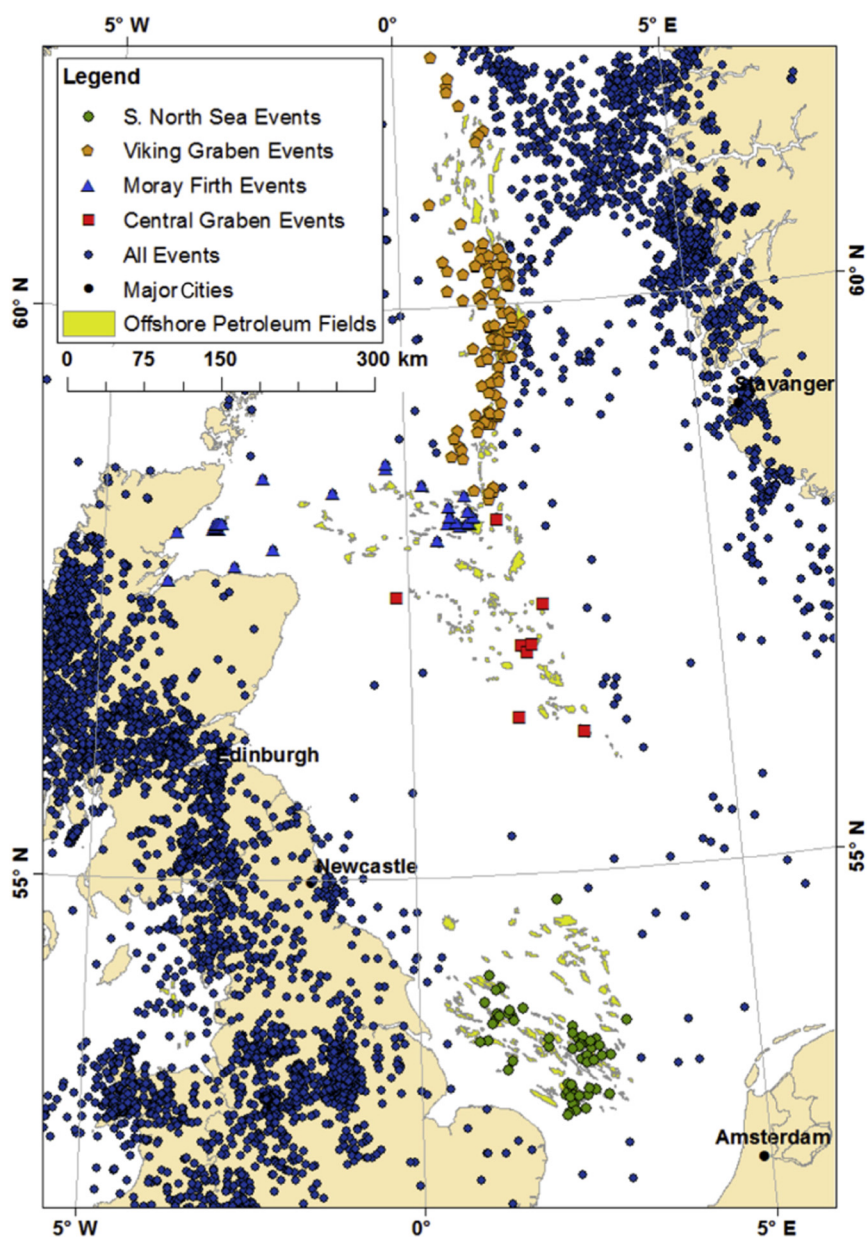 5° W 0° 5° E
Legend
S. North Sea Events
Viking Graben Events
Moray Firth Events
Central Graben Events
All Events
Major Cities
Offshore Petroleum Fields
0 75 150 300 km
60° N
60° N
Stavanger
Edinburgh
Newcastle
55° N
55° N
Amsterdam
5° W 0° 5° E